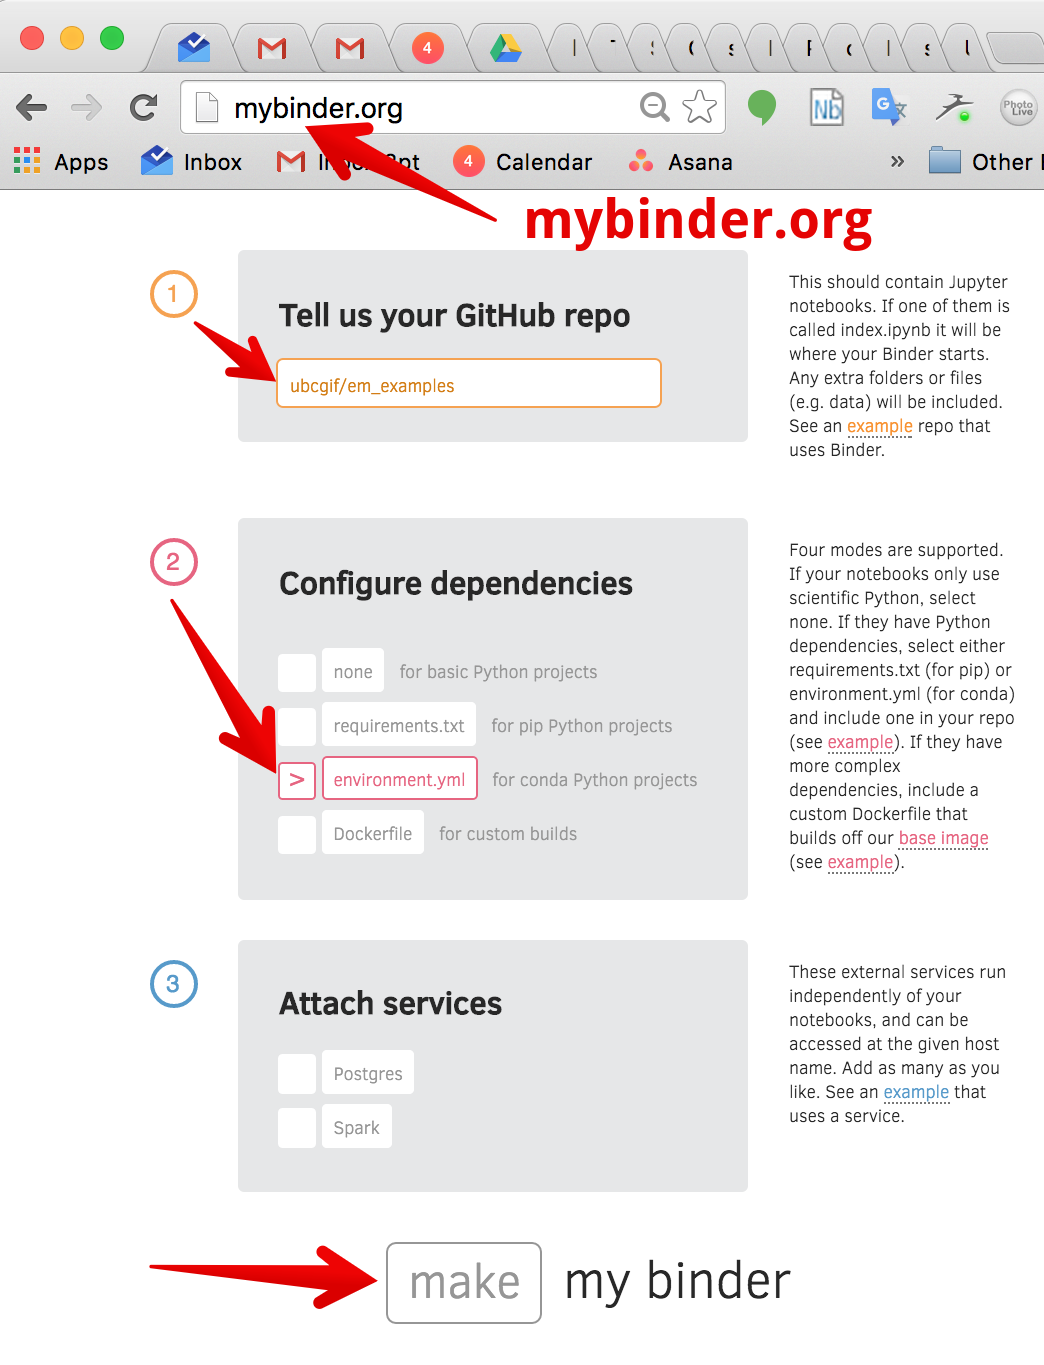 4
mybinder.org
Nb
G
Photo
Live
Apps
Inbox
Calendar
Asana
»
Other
mybinder.org
1
Tell us your GitHub repo
ubcgif/em_examples
This should contain Jupyter
notebooks. If one of them is
called index.ipynb it will be
where your Binder starts.
Any extra folders or files
(e.g. data) will be included.
See an example repo that
uses Binder.
2
Configure dependencies
none for basic Python projects
requirements.txt for pip Python projects
> environment.yml for conda Python projects
Dockerfile for custom builds
Four modes are supported.
If your notebooks only use
scientific Python, select
none. If they have Python
dependencies, select either
requirements.txt (for pip) or
environment.yml (for conda)
and include one in your repo
(see example). If they have
more complex
dependencies, include a
custom Dockerfile that
builds off our base image
(see example).
3
Attach services
Postgres
Spark
These external services run
independently of your
notebooks, and can be
accessed at the given host
name. Add as many as you
like. See an example that
uses a service.
make my binder